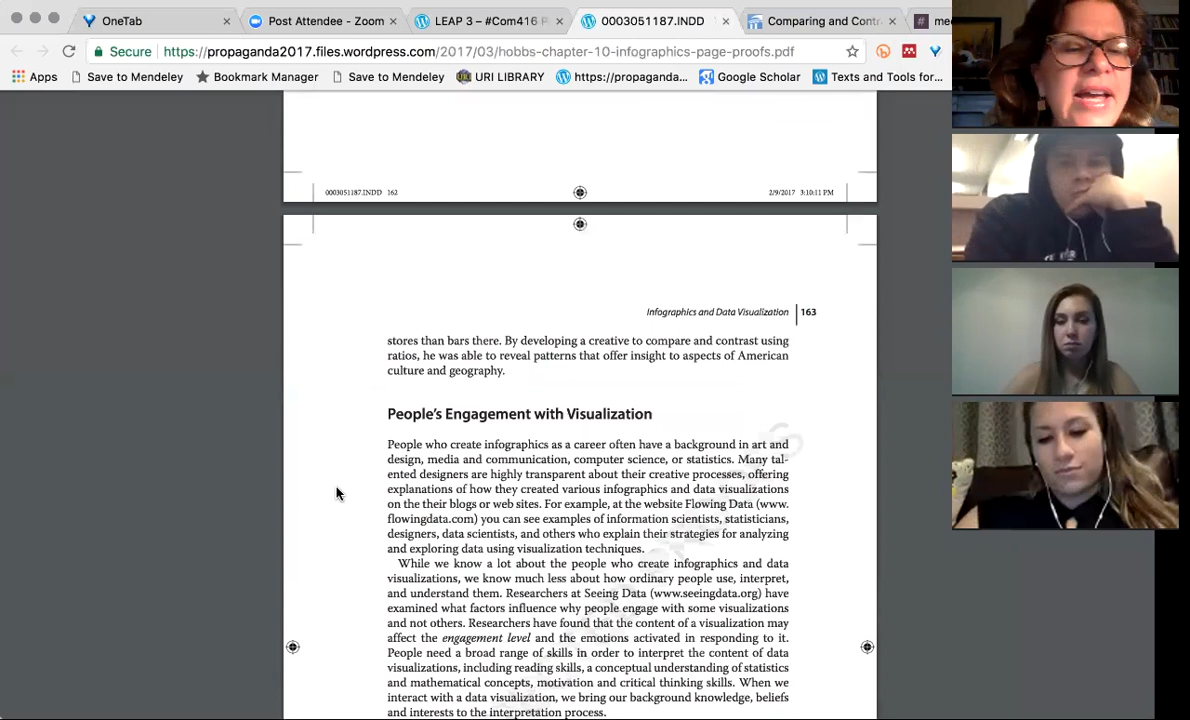 OneTab
Post Attendee - Zoom
LEAP 3 – #Com416
0003051187.INDD
Comparing and Contr
Secure
https://propaganda2017.files.wordpress.com/2017/03/hobbs-chapter-10-infographics-page-proofs.pdf
Apps
Save to Mendeley
Bookmark Manager
Save to Mendeley
URI LIBRARY
https://propaganda...
Google Scholar
Texts and Tools for...
0003051187.INDD 162
2/9/2017 3:10:11 PM
Infographics and Data Visualization 163
stores than bars there. By developing a creative to compare and contrast using
ratios, he was able to reveal patterns that offer insight to aspects of American
culture and geography.
People's Engagement with Visualization
People who create infographics as a career often have a background in art and
design, media and communication, computer science, or statistics. Many tal-
ented designers are highly transparent about their creative processes, offering
explanations of how they created various infographics and data visualizations
on the their blogs or web sites. For example, at the website Flowing Data (www.
flowingdata.com) you can see examples of information scientists, statisticians,
designers, data scientists, and others who explain their strategies for analyzing
and exploring data using visualization techniques.
While we know a lot about the people who create infographics and data
visualizations, we know much less about how ordinary people use, interpret,
and understand them. Researchers at Seeing Data (www.seeingdata.org) have
examined what factors influence why people engage with some visualizations
and not others. Researchers have found that the content of a visualization may
affect the engagement level and the emotions activated in responding to it.
People need a broad range of skills in order to interpret the content of data
visualizations, including reading skills, a conceptual understanding of statistics
and mathematical concepts, motivation and critical thinking skills. When we
interact with a data visualization, we bring our background knowledge, beliefs
and interests to the interpretation process.